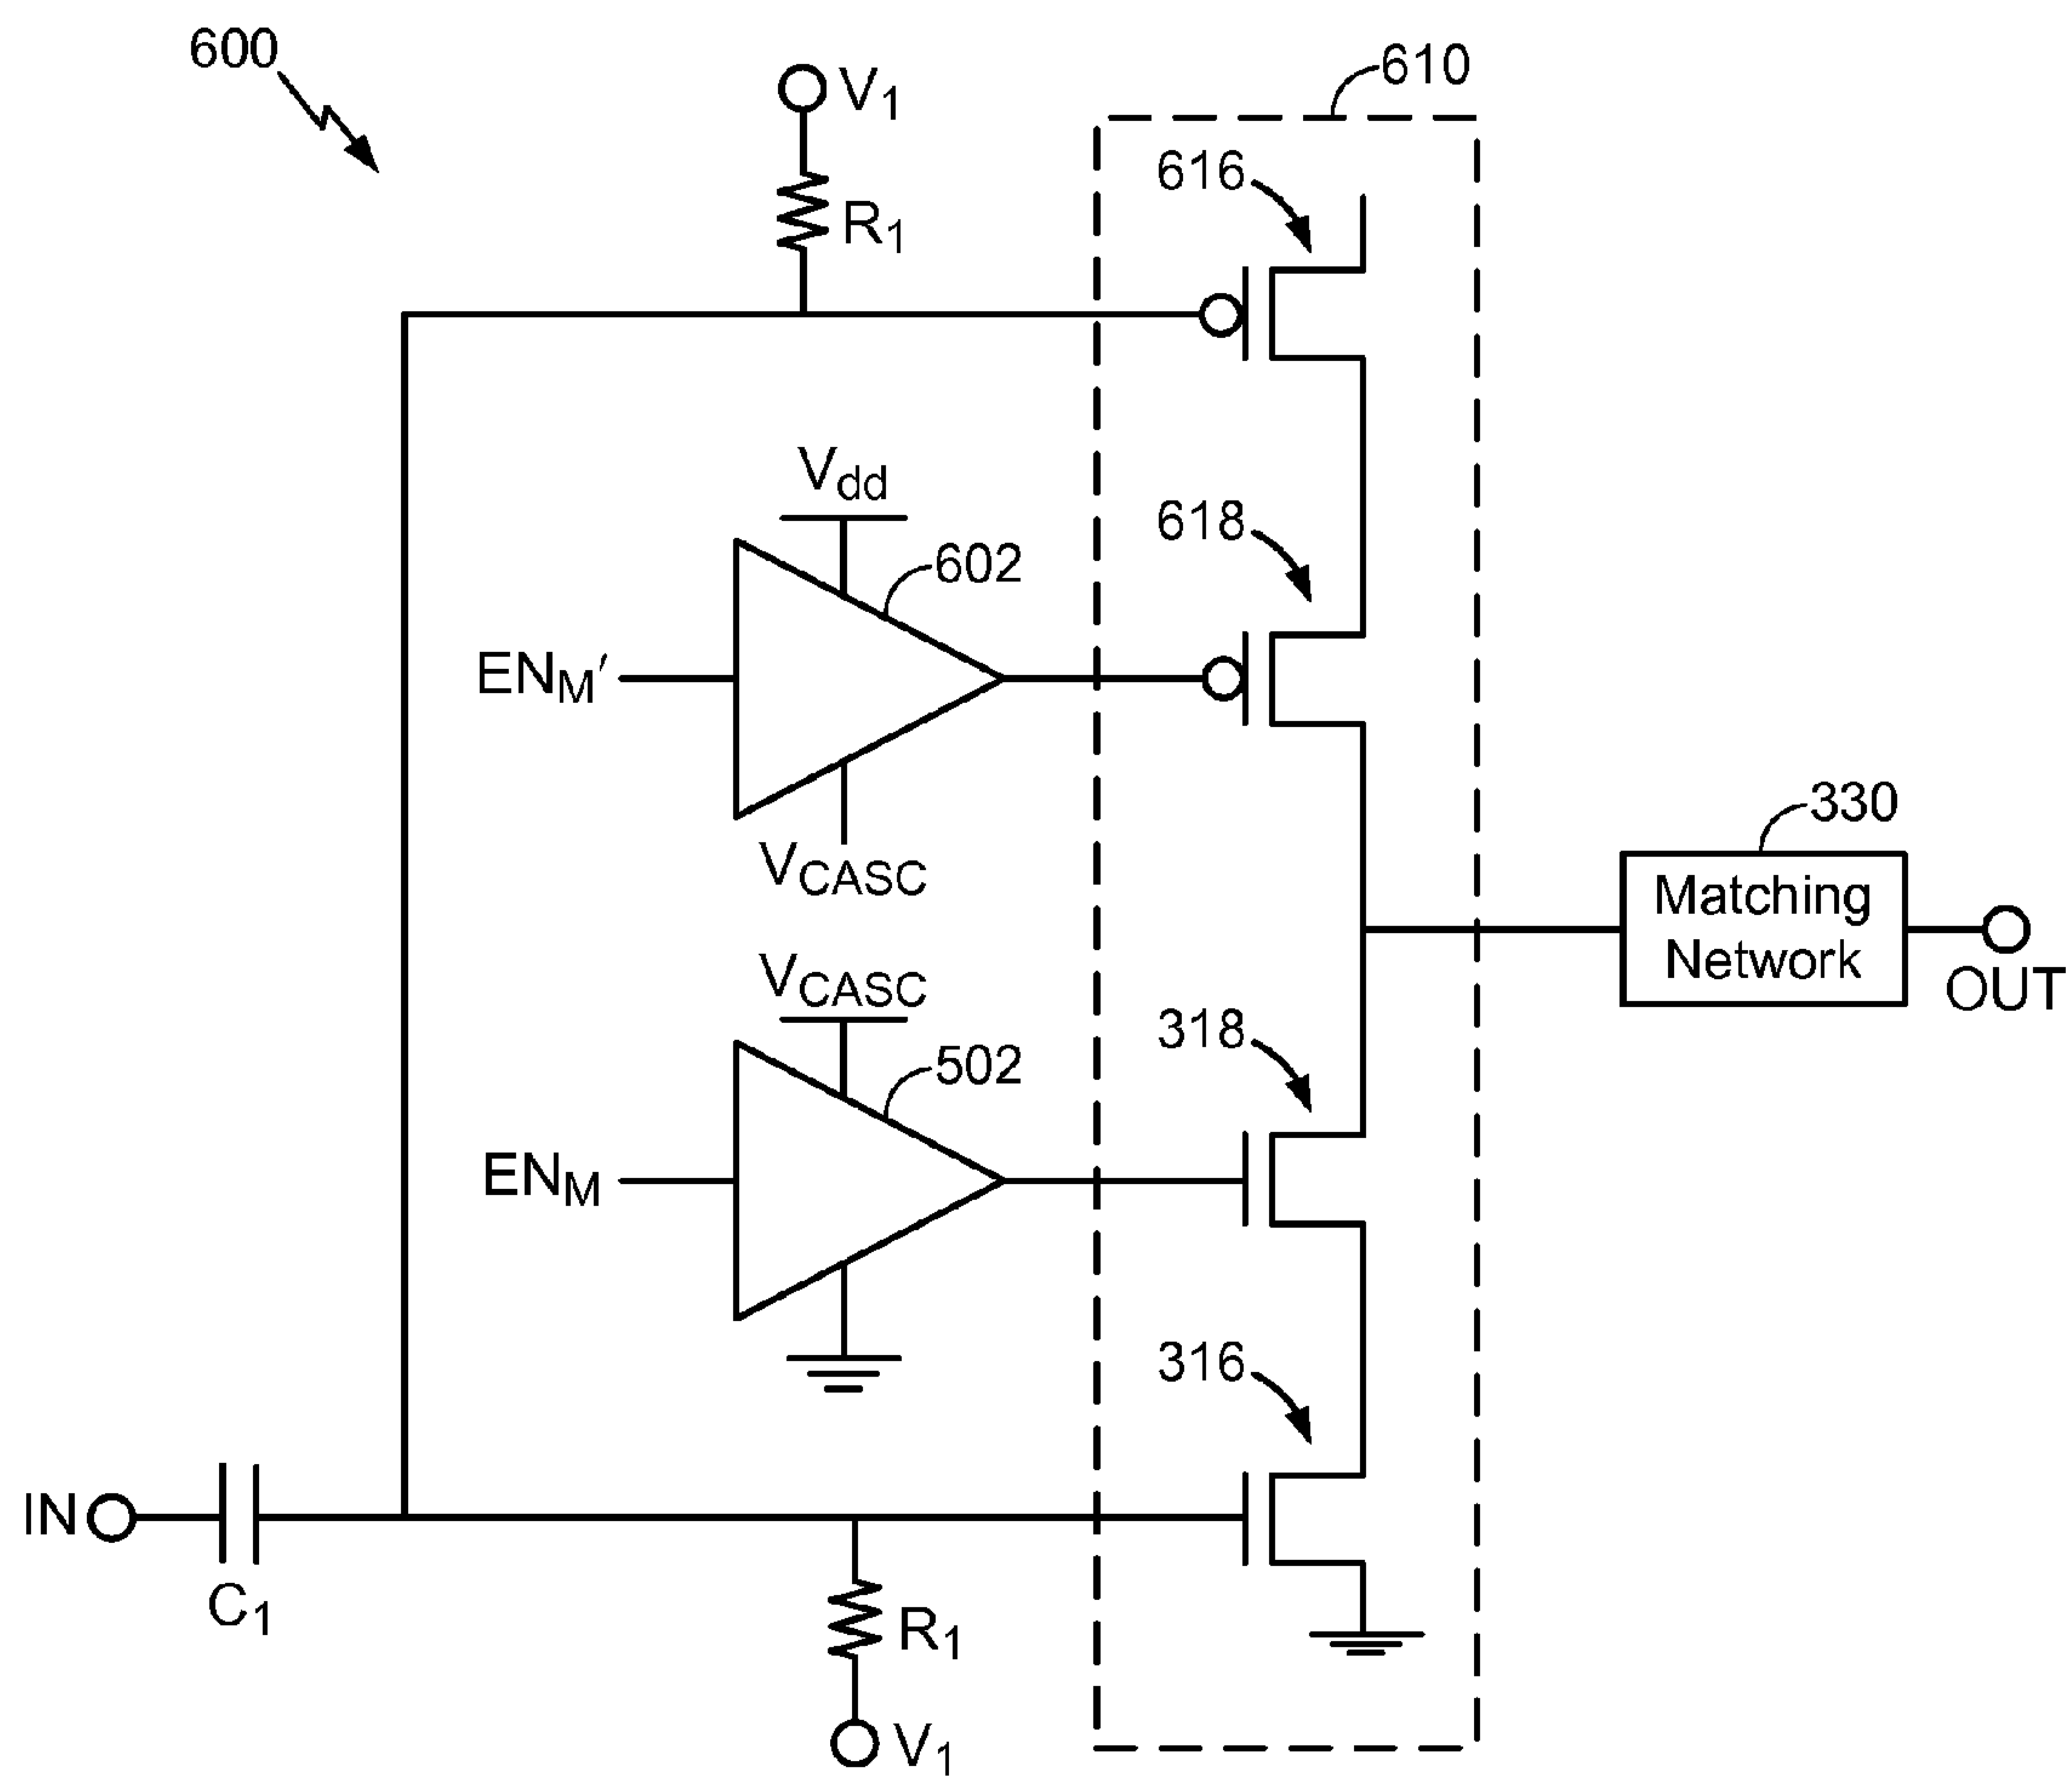 600
610
V1
616
R1
Vdd
618
602
ENM'
VCASC
330
Matching
Network
OUT
VCASC
318
502
ENM
316
IN
C1
R1
V1